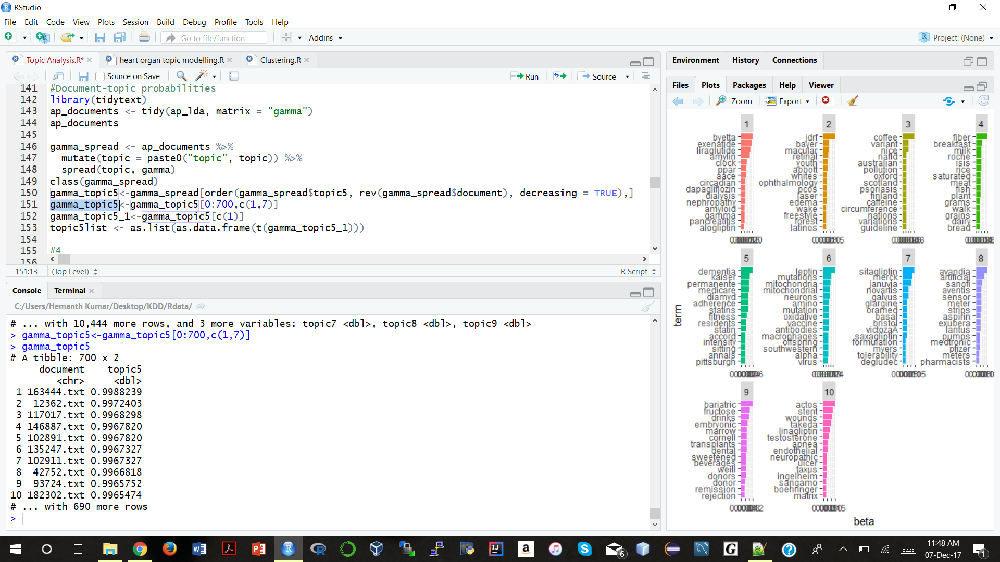 RStudio
File Edit Code View Plots Session Build Debug Profile Tools Help
Go to file/function Addins Project: (None)
Topic Analysis.R* heart organ topic modelling.R Clustering.R
Source on Save Run Source
141 #Document-topic probabilities
142 library(tidytext)
143 ap_documents <- tidy(ap_lda, matrix = "gamma")
144 ap_documents
145
146 gamma_spread <- ap_documents %>%
147 mutate(topic = paste0("topic", topic)) %>%
148 spread(topic, gamma)
149 class(gamma_spread)
150 gamma_topic5<-gamma_spread[order(gamma_spread$topic5, rev(gamma_spread$document), decreasing = TRUE),]
151 gamma_topic5<-gamma_topic5[0:700,c(1,7)]
152 gamma_topic5_1<-gamma_topic5[c(1)]
153 topic5list <- as.list(as.data.frame(t(gamma_topic5_1)))
154
155 #4
156
151:13 (Top Level) R Script
Console Terminal
C:/Users/Hemanth Kumar/Desktop/KDD/Rdata/
# ... with 10,444 more rows, and 3 more variables: topic7 <dbl>, topic8 <dbl>, topic9 <dbl>
> gamma_topic5<-gamma_topic5[0:700,c(1,7)]
> gamma_topic5
# A tibble: 700 x 2
document topic5
<chr> <dbl>
1 163444.txt 0.9988239
2 12362.txt 0.9972403
3 117017.txt 0.9968298
4 146887.txt 0.9967820
5 102891.txt 0.9967820
6 135247.txt 0.9967327
7 102911.txt 0.9967327
8 42752.txt 0.9966818
9 93724.txt 0.9965752
10 182302.txt 0.9965474
# ... with 690 more rows
>
Environment History Connections
Files Plots Packages Help Viewer
Zoom Export
term
1
byetta
exenatide
liraglutide
amylin
clock
ppar
aace
circadian
dapagliflozin
dialysis
nephropathy
amyloid
gamma
pancreatitis
alogliptin
2
jdrf
bayer
macular
retinal
youth
abbott
whites
ophthalmology
pcos
laser
edema
wake
freestyle
forest
latinos
3
coffee
variant
nice
nafld
australian
pollution
oxford
scotland
psoriasis
finland
caffeine
circumference
nations
variations
guideline
4
fiber
breakfast
milk
roche
isis
rice
saturated
meat
fish
plant
grams
walk
grains
dairy
bread
5
dementia
kaiser
permanente
medicare
diamyd
adherence
statins
fitness
residents
statin
accord
intensity
sitting
annals
pittsburgh
6
leptin
mutations
mitochondria
mitochondrial
neurons
amino
mutation
oxidative
vaccine
antibodies
macrophages
offspring
southwestern
alpha
virus
7
sitagliptin
merck
januvia
novartis
galvus
glargine
oramed
basal
bristol
victozaÂ
saxagliptin
formulation
myers
tolerability
degludec
8
avandia
artificial
sanofi
aventis
sensor
meter
strips
aspirin
exubera
lantus
pumps
medtronic
pfizer
meters
pharmacists
9
bariatric
fructose
drinks
embryonic
marrow
cornell
transplants
dental
sweetened
beverages
weill
donors
donor
remission
rejection
10
actos
stent
wounds
takeda
linagliptin
testosterone
apnea
endothelial
neuropathic
ulcer
taxus
ingelheim
sangamo
boehringer
matrix
beta
6
11:48 AM
07-Dec-17
1